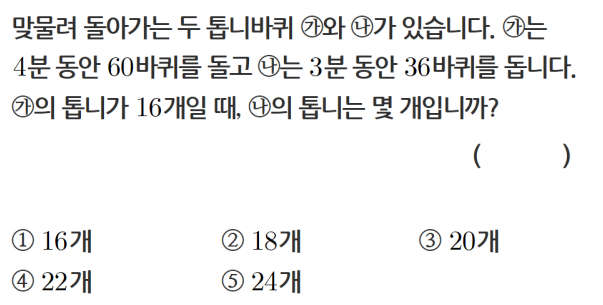 맞물려 돌아가는 두 톱니바퀴 ㉮와 ㉯가 있습니다. ㉮는
4분 동안 60바퀴를 돌고 ㉯는 3분 동안 36바퀴를 돕니다.
㉮의 톱니가 16개일 때, ㉯의 톱니는 몇 개입니까?
( )
① 16개 ② 18개 ③ 20개
④ 22개 ⑤ 24개